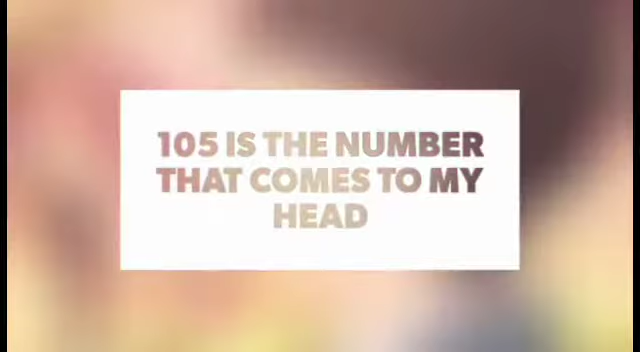 105 IS THE NUMBER
THAT COMES TO MY
HEAD